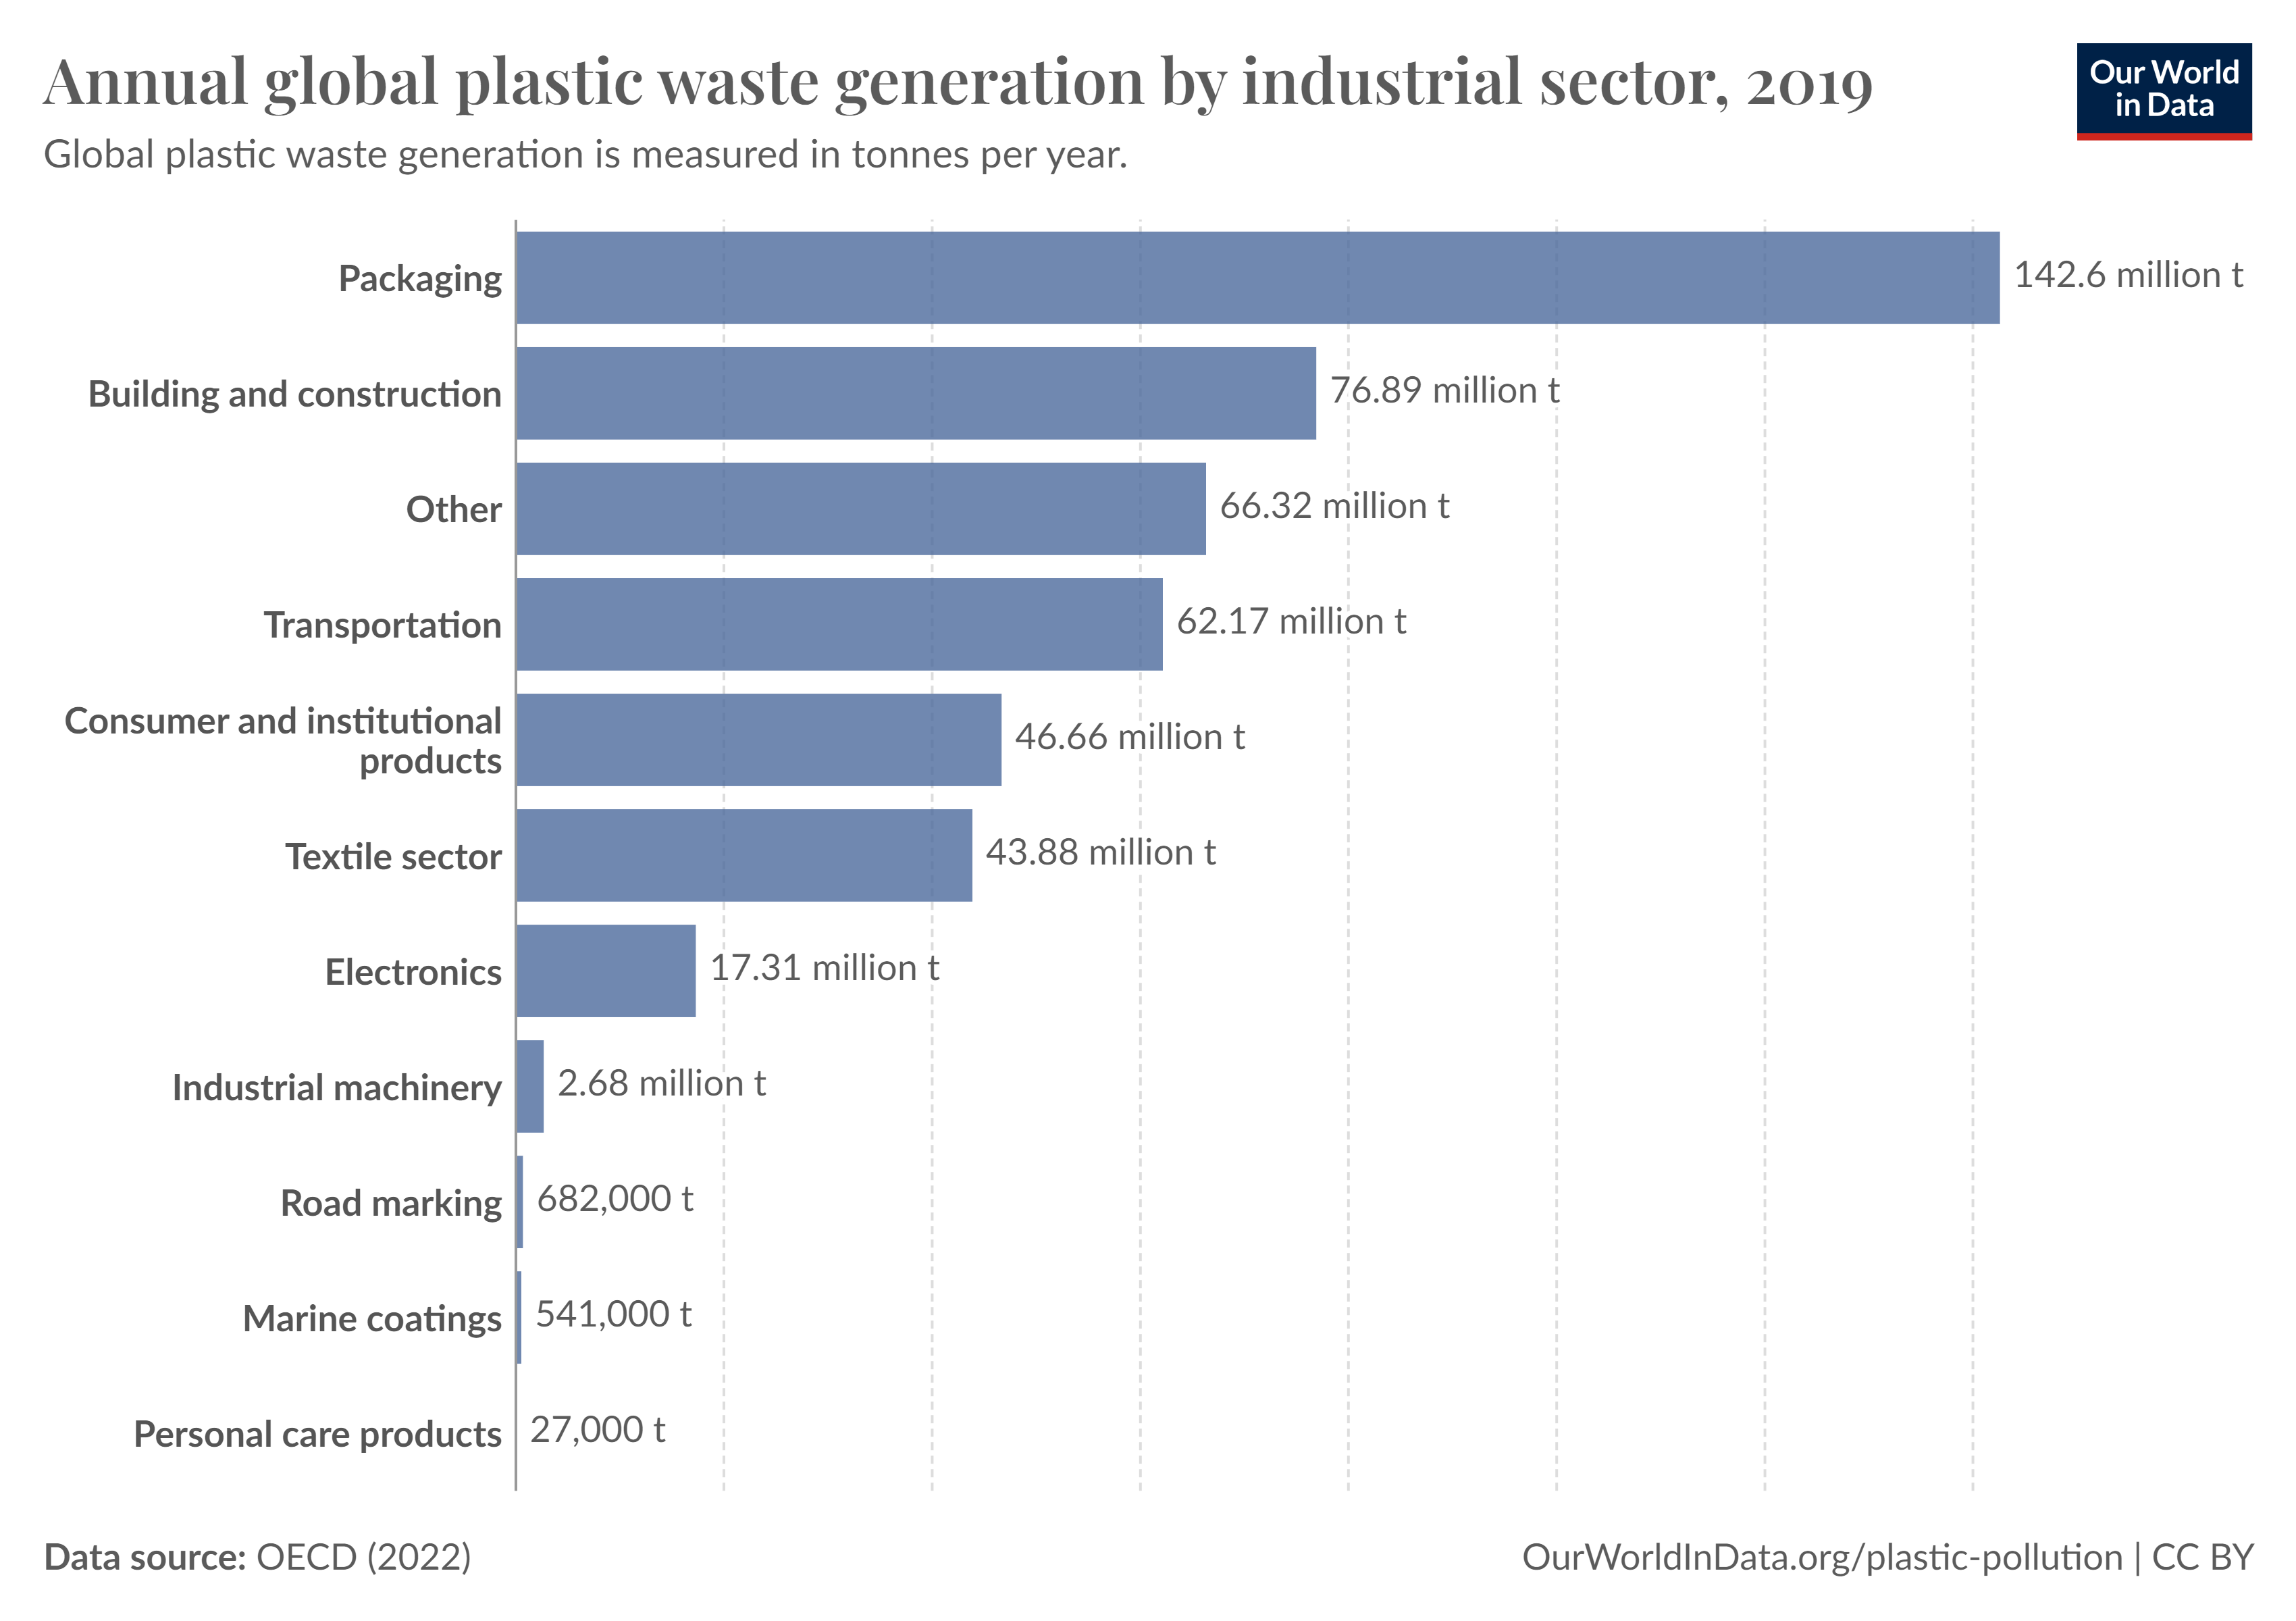 Annual global plastic waste generation by industrial sector, 2019
Our World
in Data
Global plastic waste generation is measured in tonnes per year.
Packaging
142.6 million t
Building and construction
76.89 million t
Other
66.32 million t
Transportation
62.17 million t
Consumer and institutional
products
46.66 million t
Textile sector
43.88 million t
Electronics
17.31 million t
Industrial machinery
2.68 million t
Road marking
682,000 t
Marine coatings
541,000 t
Personal care products
27,000 t
Data source: OECD (2022)
OurWorldInData.org/plastic-pollution | CC BY